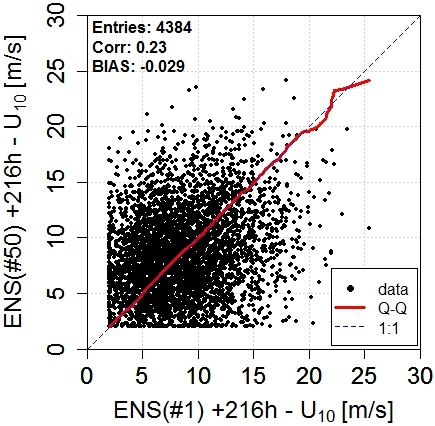 Entries: 4384
Corr: 0.23
BIAS: -0.029
30
25
20
15
10
5
0
ENS(#50) +216h - U10 [m/s]
data
Q-Q
1:1
0 5 10 15 20 25 30
ENS(#1) +216h - U10 [m/s]